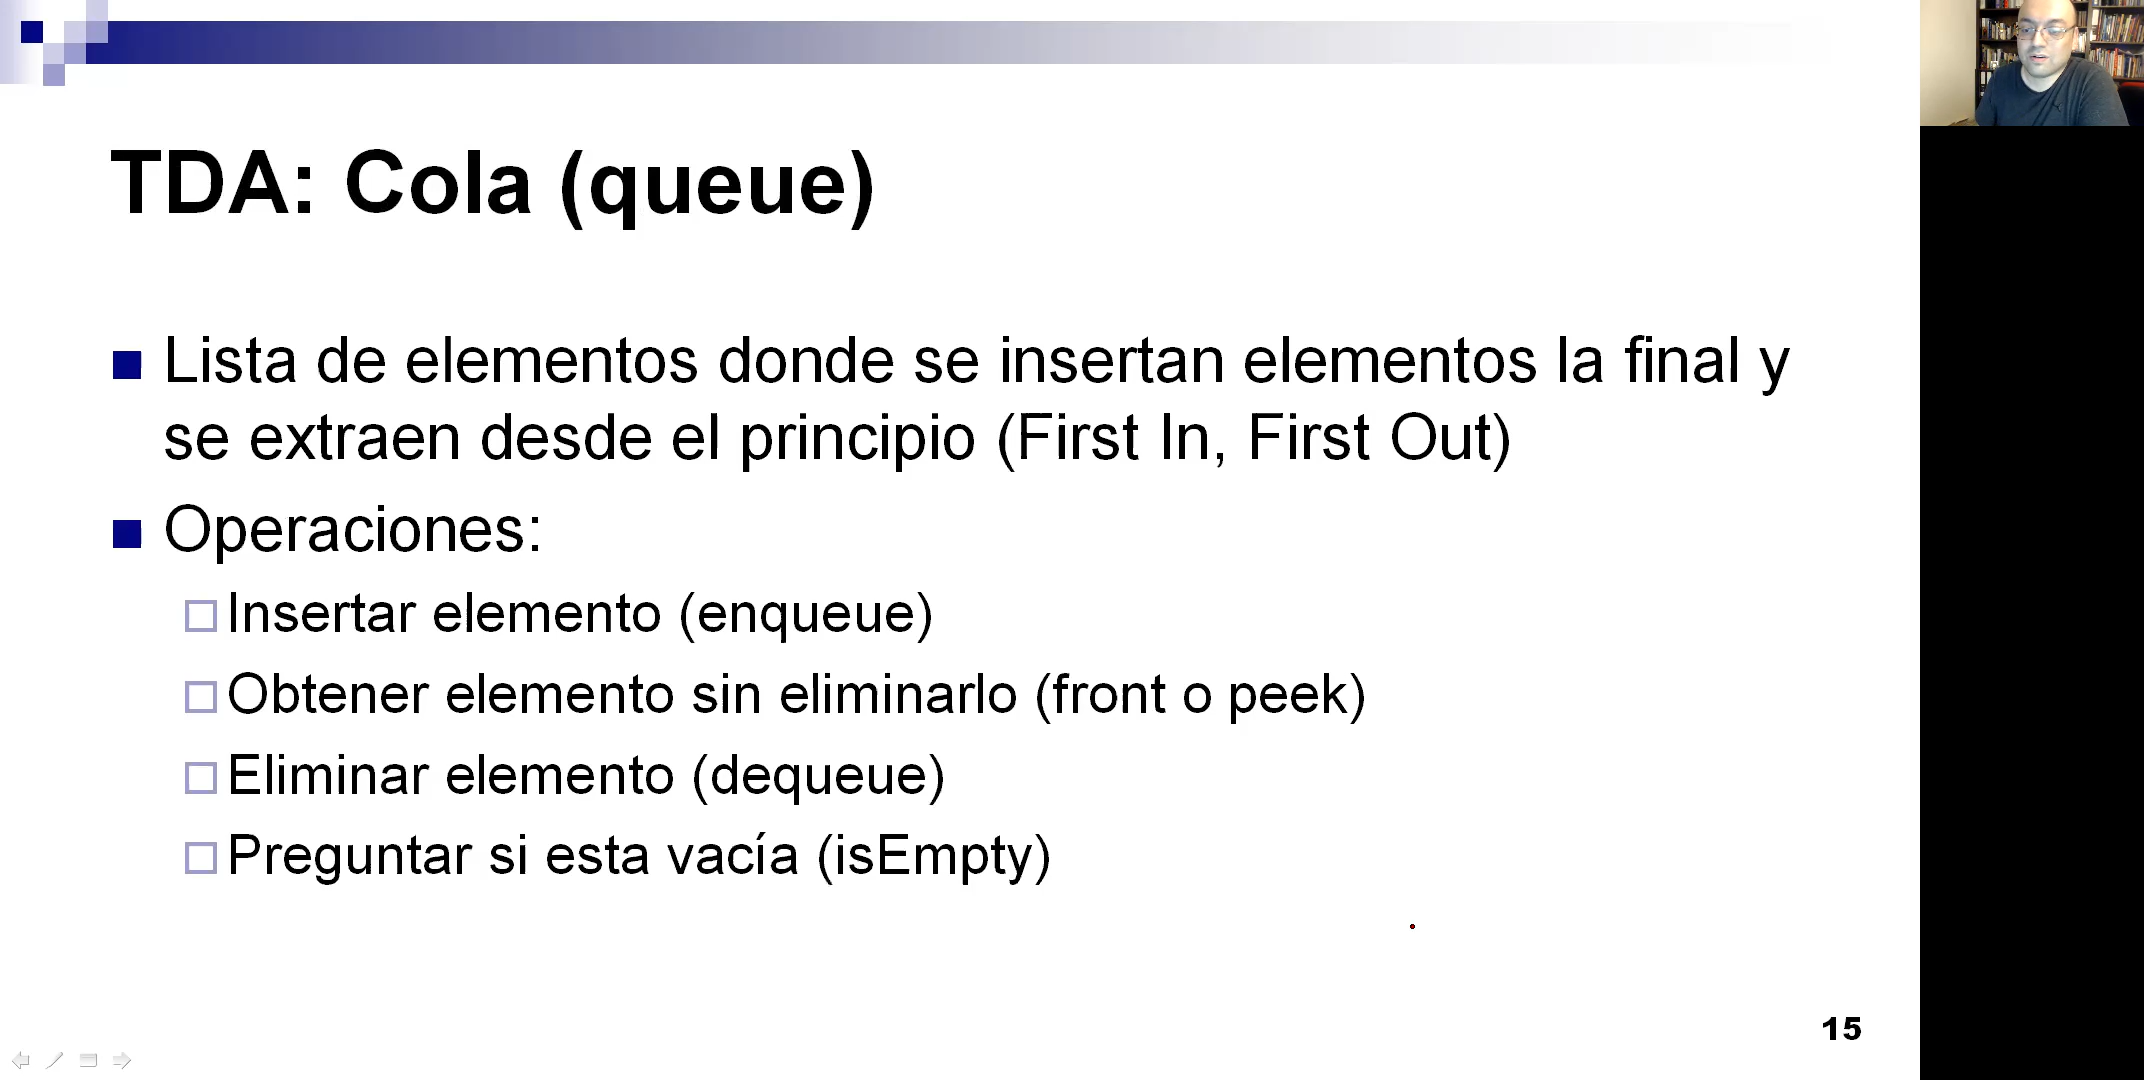 TDA: Cola (queue)
Lista de elementos donde se insertan elementos la final y
se extraen desde el principio (First In, First Out)
Operaciones:
Insertar elemento (enqueue)
Obtener elemento sin eliminarlo (front o peek)
Eliminar elemento (dequeue)
Preguntar si esta vacía (isEmpty)
15